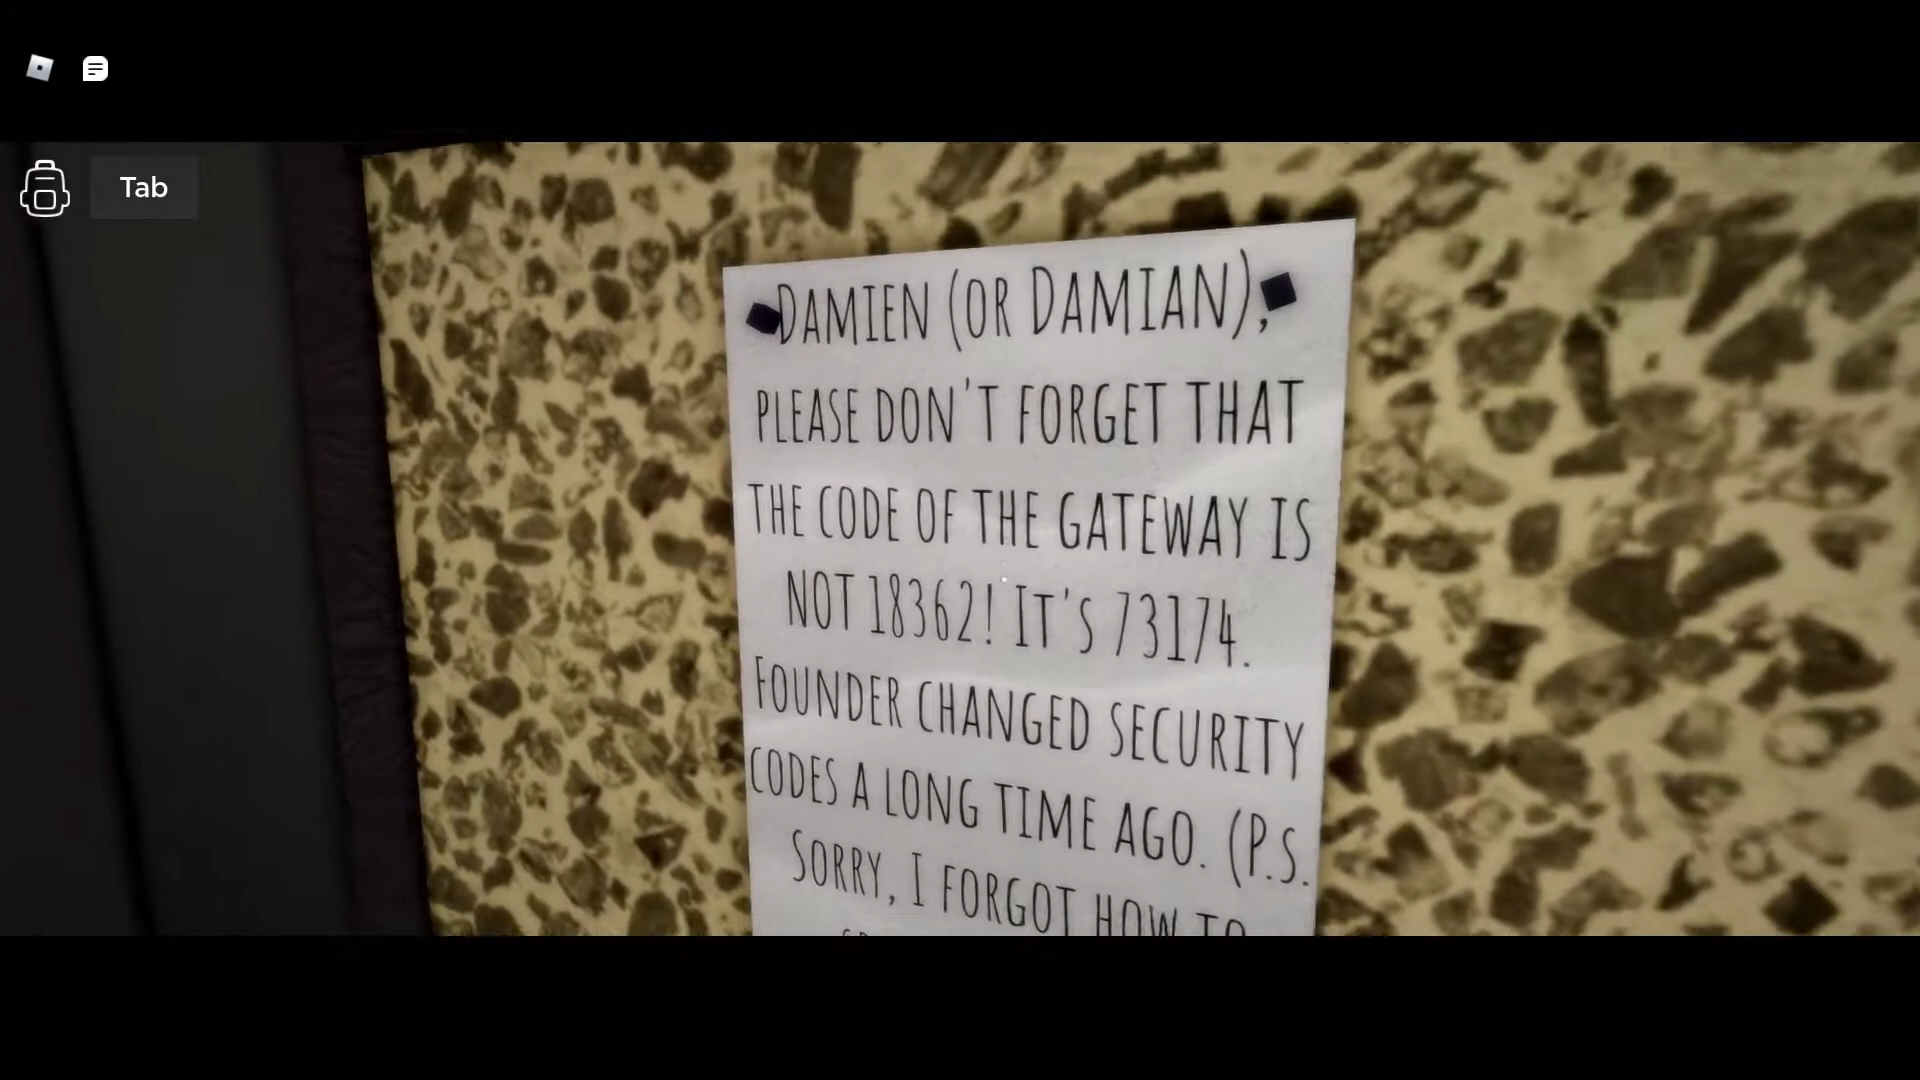 Tab
DAMIEN (OR DAMIAN),
PLEASE DON'T FORGET THAT
THE CODE OF THE GATEWAY IS
NOT 18362! IT'S 73174.
FOUNDER CHANGED SECURITY
CODES A LONG TIME AGO. (P.S.
SORRY, I FORGOT HOW TO